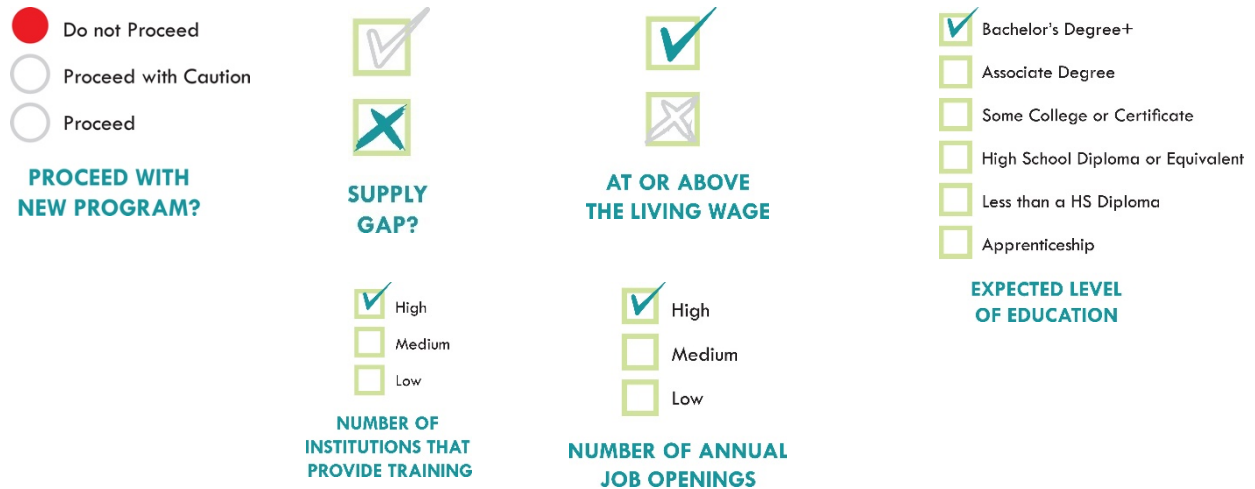 Do not Proceed
Proceed with Caution
Proceed
PROCEED WITH
NEW PROGRAM?
SUPPLY
GAP?
AT OR ABOVE
THE LIVING WAGE
Bachelor's Degree+
Associate Degree
Some College or Certificate
High School Diploma or Equivalent
Less than a HS Diploma
Apprenticeship
EXPECTED LEVEL
OF EDUCATION
High
Medium
Low
NUMBER OF
INSTITUTIONS THAT
PROVIDE TRAINING
High
Medium
Low
NUMBER OF ANNUAL
JOB OPENINGS